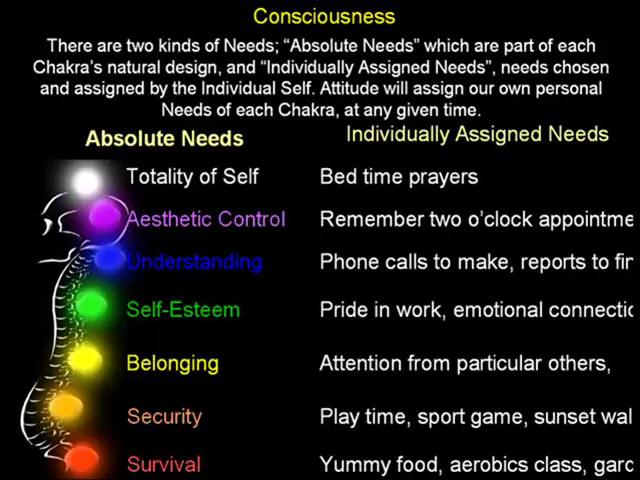 Consciousness
There are two kinds of Needs; “Absolute Needs” which are part of each
Chakra’s natural design, and “Individually Assigned Needs”, needs chosen
and assigned by the Individual Self. Attitude will assign our own personal
Needs of each Chakra, at any given time.
Absolute Needs Individually Assigned Needs
Totality of Self Bed time prayers
Aesthetic Control Remember two o’clock appointme
Understanding Phone calls to make, reports to
Self-Esteem Pride in work, emotional connectio
Belonging Attention from particular others,
Security Play time, sport game, sunset wal
Survival Yummy food, aerobics class, gard